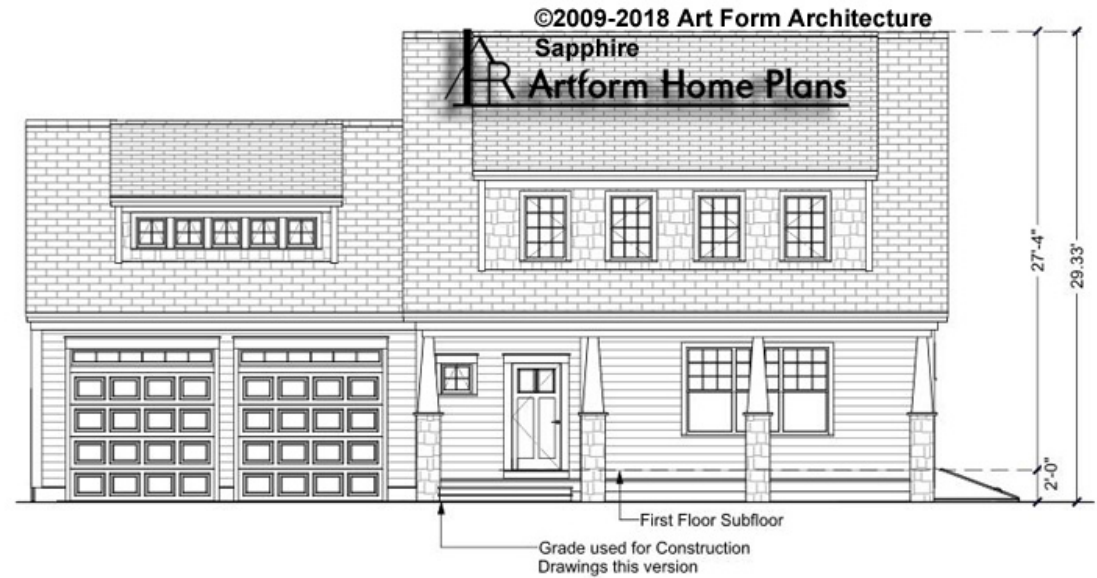 ©2009-2018 Art Form Architecture
Sapphire
Artform Home Plans
27'-4"
29.33'
2'-0"
First Floor Subfloor
Grade used for Construction
Drawings this version